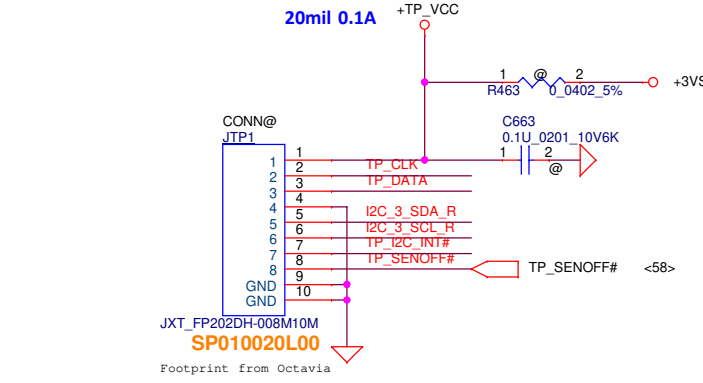 20mil 0.1A
+TP_VCC
1 @ 2
+3VS
R463 0_0402_5%
CONN@
JTP1
C663
0.1U_0201_10V6K
1 2
@
1 1
2 2 TP_CLK
3 3 TP_DATA
4 4
5 5 I2C_3_SDA_R
6 6 I2C_3_SCL_R
7 7 TP_I2C_INT#
8 8 TP_SENOFF#
TP_SENOFF# <58>
GND 9
GND 10
JXT_FP202DH-008M10M
SP010020L00
Footprint from Octavia